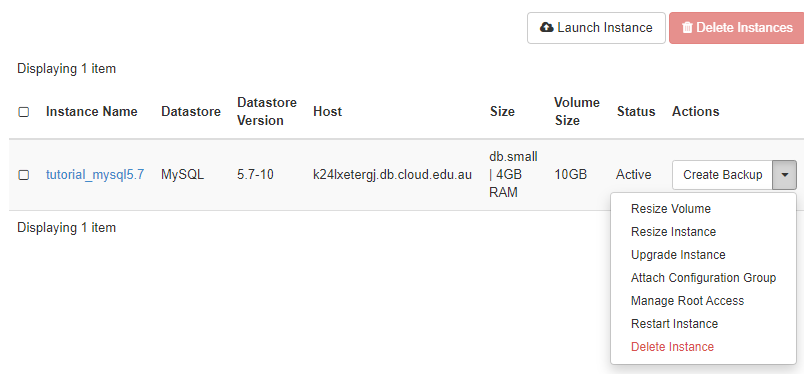 Launch Instance
Delete Instances
Displaying 1 item
Instance Name
Datastore
Datastore
Version
Host
Size
Volume
Size
Status
Actions
tutorial_mysql5.7
MySQL
5.7-10
k24lxetergj.db.cloud.edu.au
db.small
| 4GB
RAM
10GB
Active
Create Backup
Displaying 1 item
Resize Volume
Resize Instance
Upgrade Instance
Attach Configuration Group
Manage Root Access
Restart Instance
Delete Instance